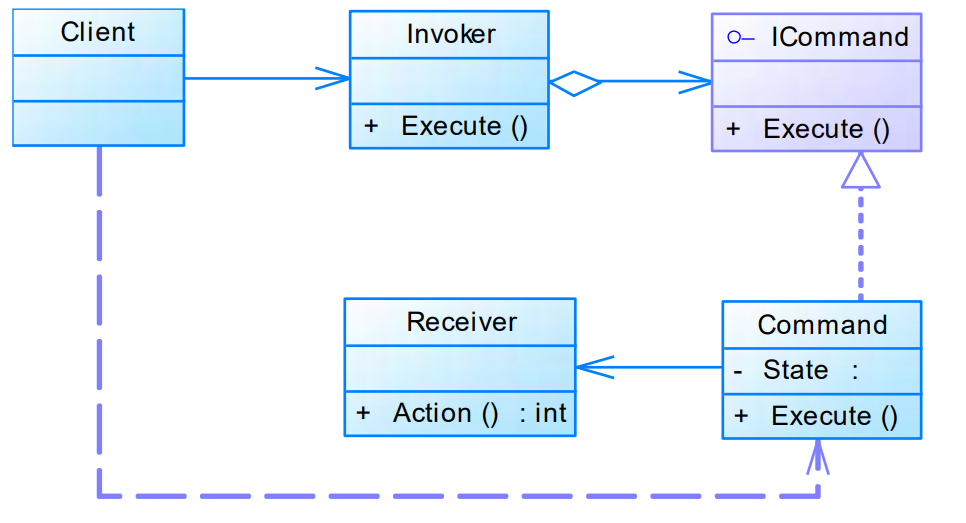 Client
Invoker
+ Execute ()
ICommand
+ Execute ()
Receiver
+ Action () : int
Command
- State :
+ Execute ()